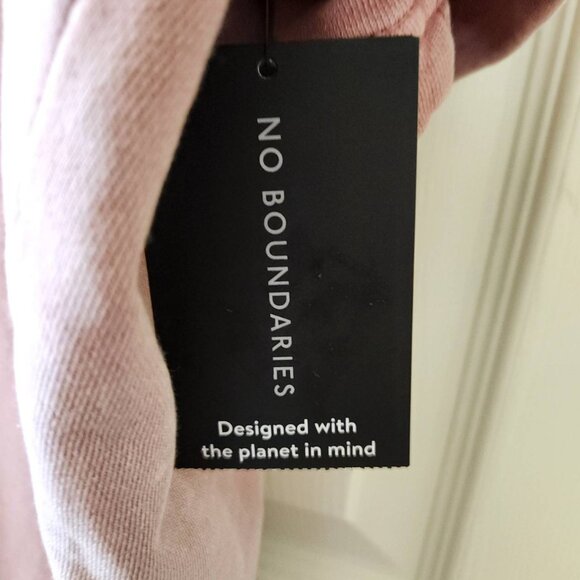 NO BOUNDARIES
Designed with
the planet in mind